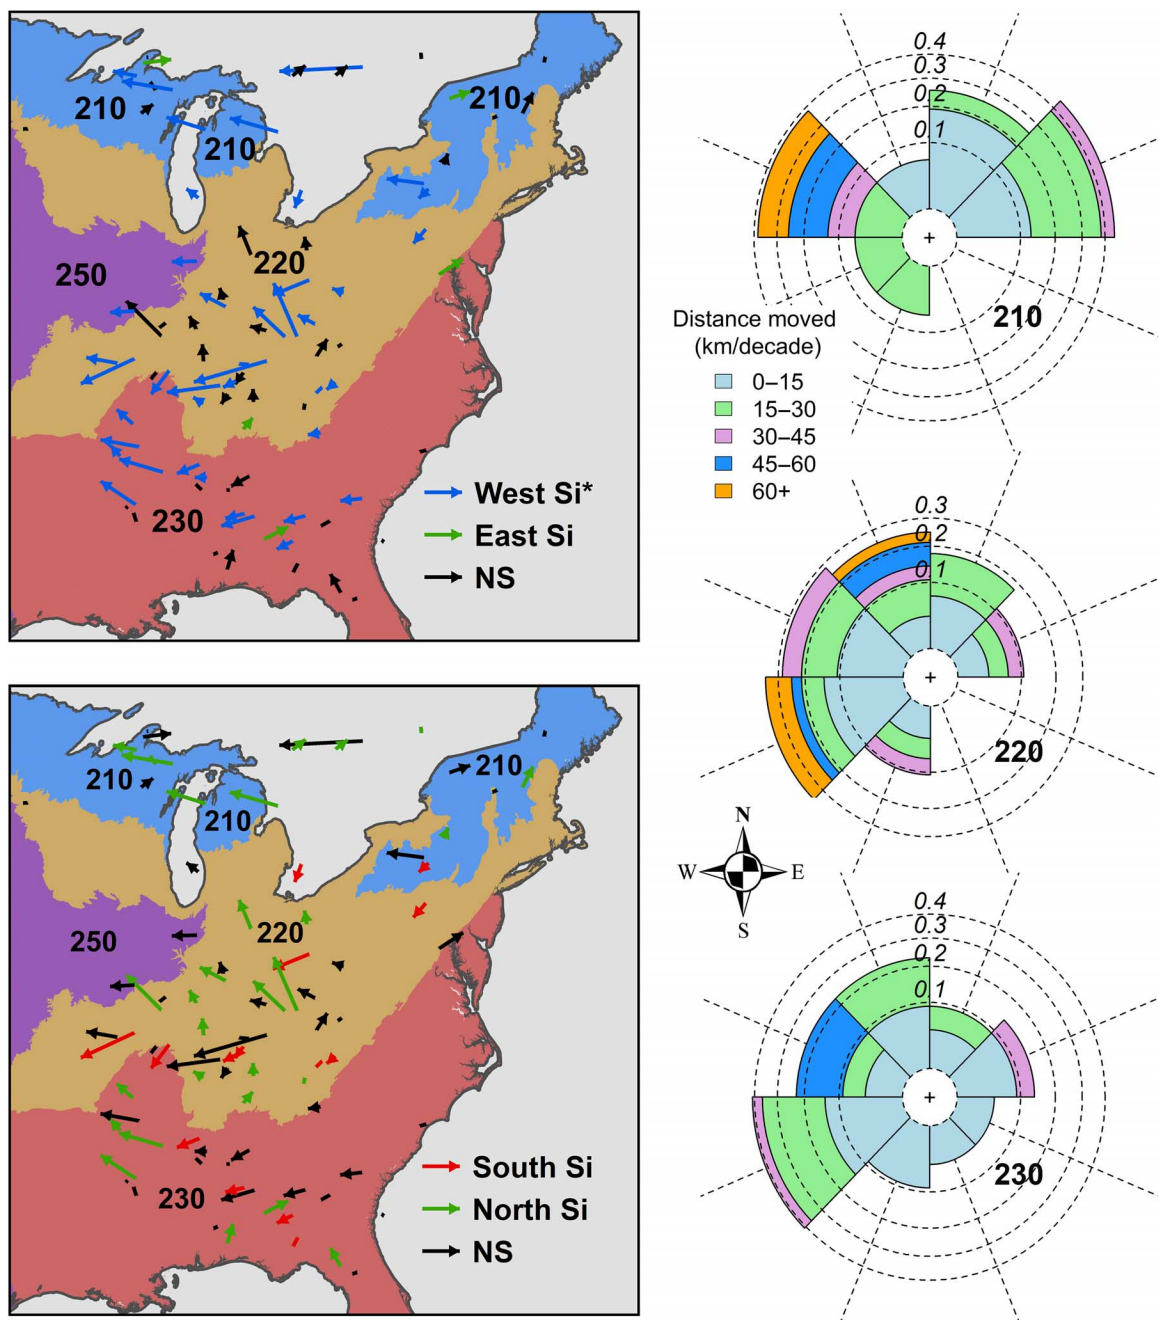 210
210
210
250
220
230
West Si*
East Si
NS
210
210
210
250
220
230
South Si
North Si
NS
0.4
0.3
0.2
0.1
210
Distance moved
(km/decade)
0–15
15–30
30–45
45–60
60+
0.3
0.2
0.1
220
N
W E
S
0.4
0.3
0.2
0.1
230